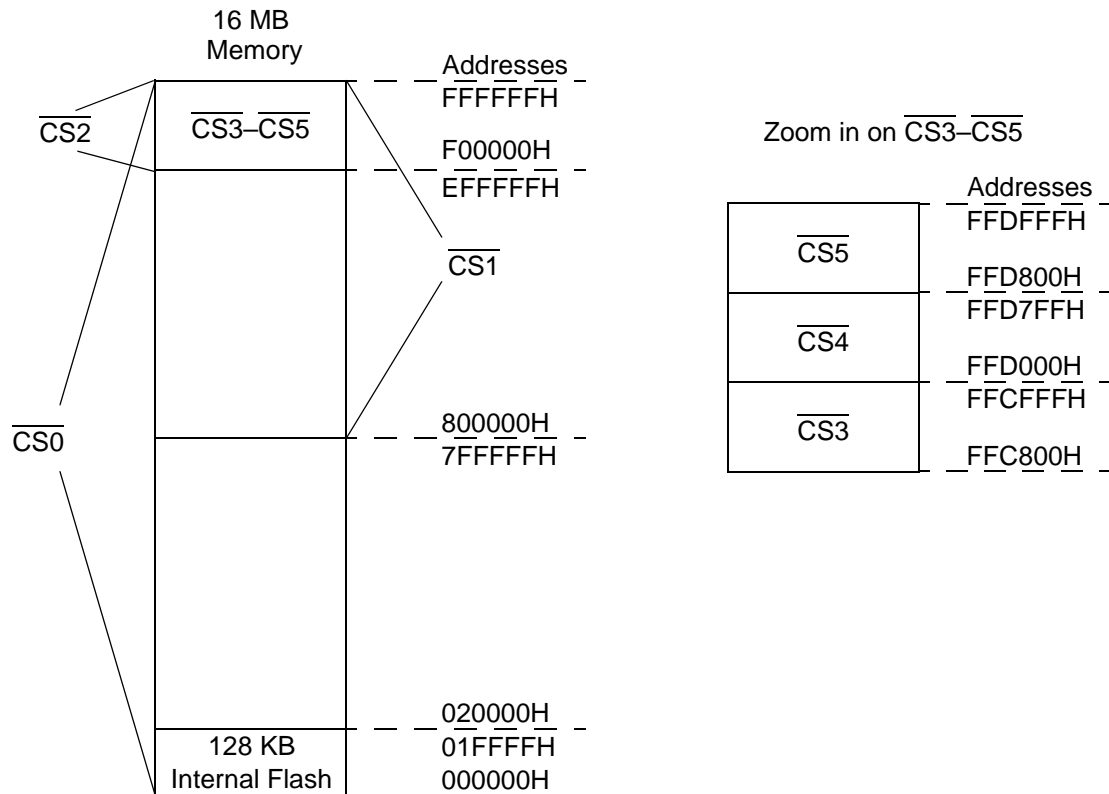 16 MB
Memory
Addresses
FFFFFFH
CS2
CS3–CS5
F00000H
EFFFFFH
CS1
CS0
800000H
7FFFFFH
020000H
128 KB
01FFFFH
Internal Flash
000000H
Zoom in on CS3–CS5
Addresses
FFDFFFH
CS5
FFD800H
FFD7FFH
CS4
FFD000H
FFCFFFH
CS3
FFC800H